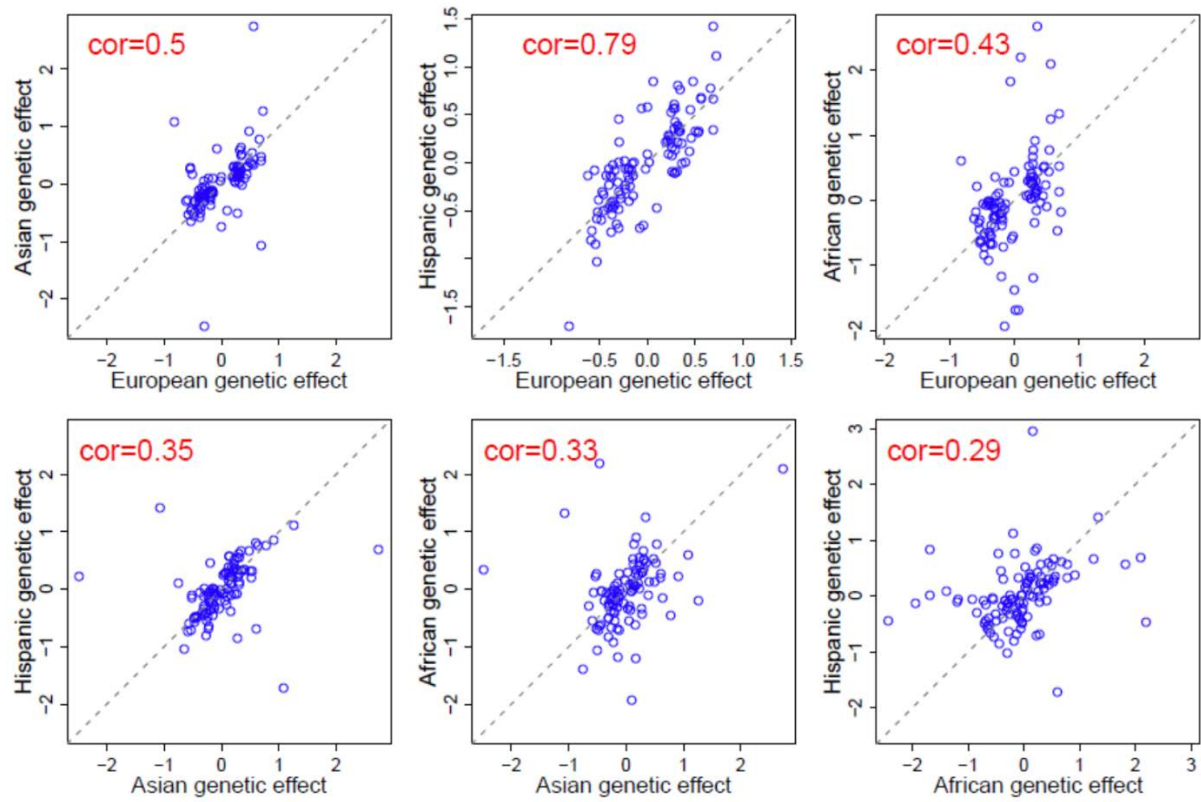 cor=0.5
Asian genetic effect
2
1
0
−1
−2
−2 −1 0 1 2
European genetic effect
cor=0.79
Hispanic genetic effect
1.5
1.0
0.5
0.0
−0.5
−1.5
−1.5 −0.5 0.0 0.5 1.0 1.5
European genetic effect
cor=0.43
African genetic effect
2
1
0
−1
−2
−2 −1 0 1 2
European genetic effect
cor=0.35
Hispanic genetic effect
2
1
0
−1
−2
−2 −1 0 1 2
Asian genetic effect
cor=0.33
African genetic effect
2
1
0
−1
−2
−2 −1 0 1 2
Asian genetic effect
cor=0.29
Hispanic genetic effect
3
2
1
0
−1
−2
−2 −1 0 1 2 3
African genetic effect